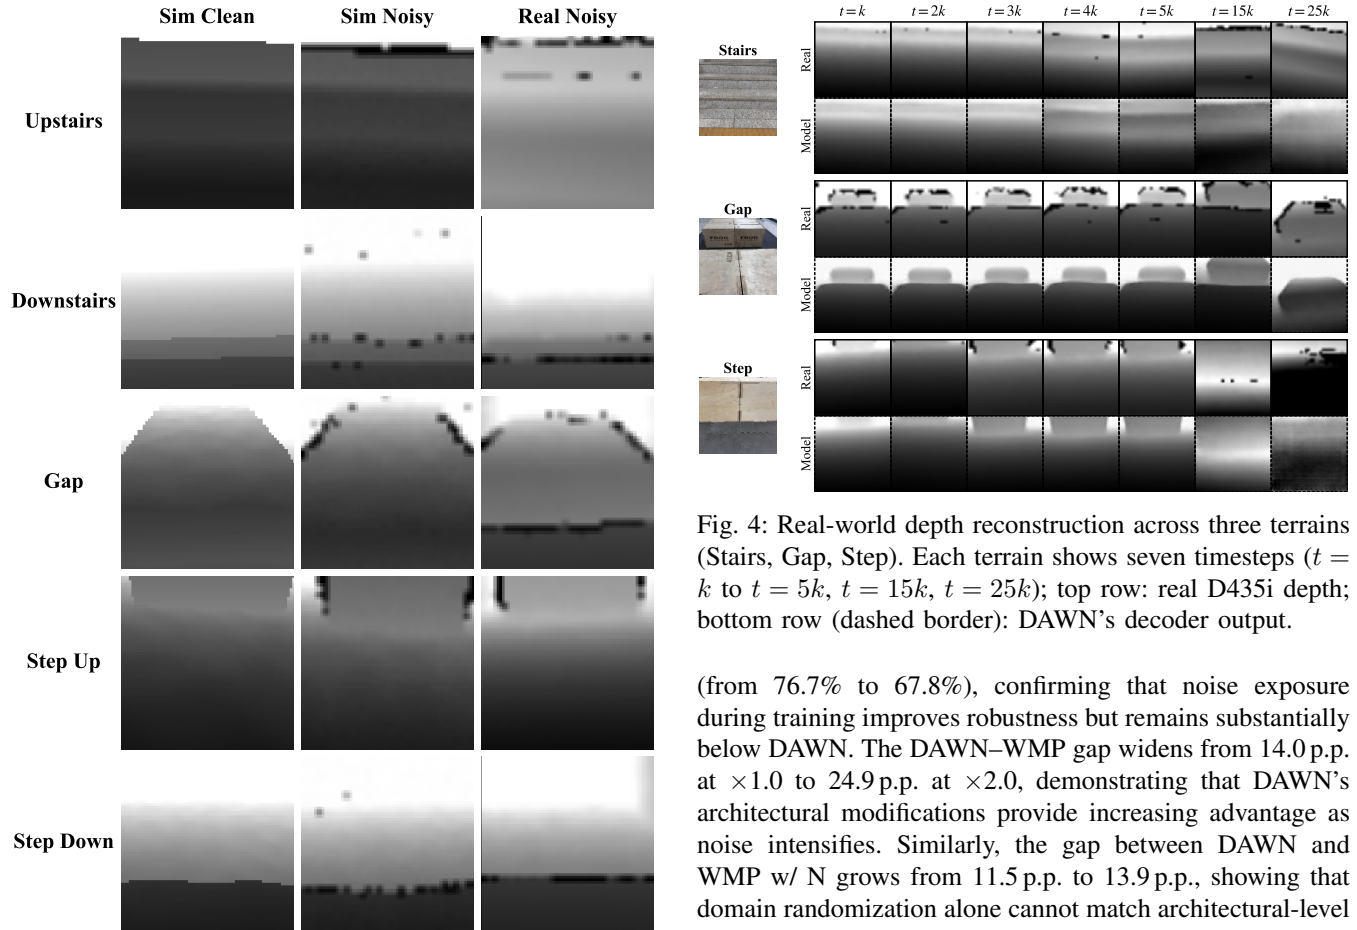 Sim Clean
Sim Noisy
Real Noisy
Upstairs
Downstairs
Gap
Step Up
Step Down
t = k
t = 2k
t = 3k
t = 4k
t = 5k
t = 15k
t = 25k
Stairs
Real
Model
Gap
Real
Model
Step
Real
Model
Fig. 4: Real-world depth reconstruction across three terrains
(Stairs, Gap, Step). Each terrain shows seven timesteps (t =
k to t = 5k, t = 15k, t = 25k); top row: real D435i depth;
bottom row (dashed border): DAWN's decoder output.
(from 76.7% to 67.8%), confirming that noise exposure
during training improves robustness but remains substantially
below DAWN. The DAWN–WMP gap widens from 14.0 p.p.
at ×1.0 to 24.9 p.p. at ×2.0, demonstrating that DAWN's
architectural modifications provide increasing advantage as
noise intensifies. Similarly, the gap between DAWN and
WMP w/ N grows from 11.5 p.p. to 13.9 p.p., showing that
domain randomization alone cannot match architectural-level